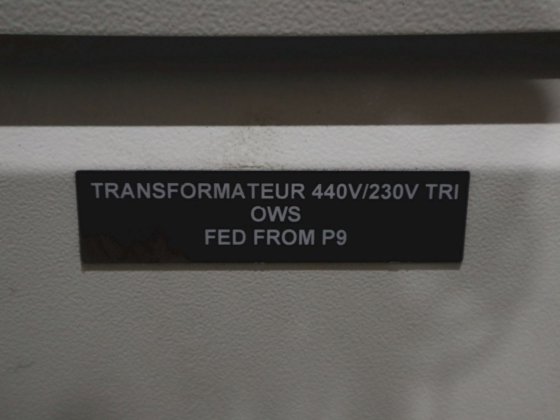 TRANSFORMATEUR 440V/230V TRI
OWS
FED FROM P9